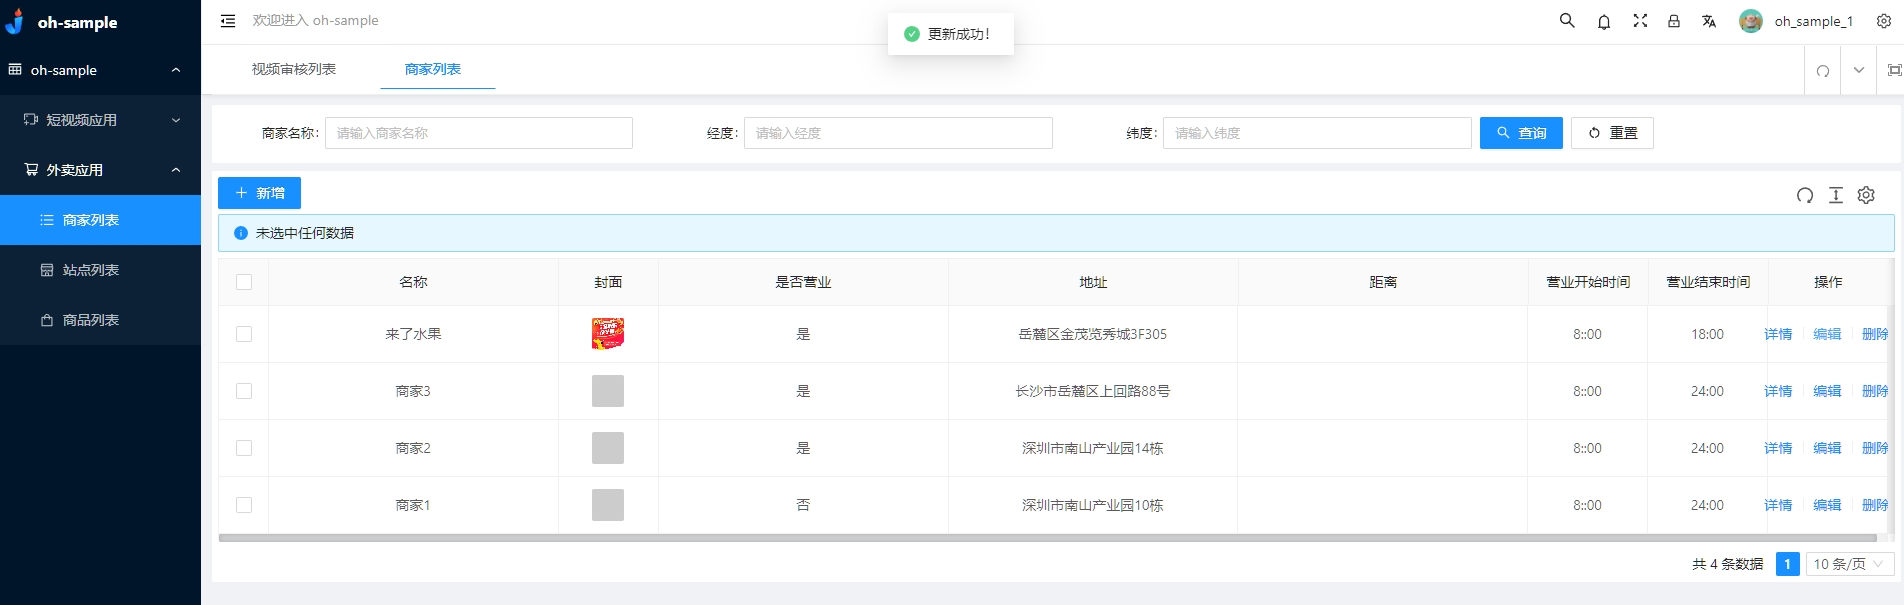 oh-sample
欢迎进入 oh-sample
更新成功！
oh_sample_1
oh-sample
短视频应用
外卖应用
商家列表
站点列表
商品列表
视频审核列表
商家列表
商家名称: 请输入商家名称
经度: 请输入经度
纬度: 请输入纬度
查询
重置
新增
未选中任何数据
名称 封面 是否营业 地址 距离 营业开始时间 营业结束时间 操作
来了水果 是 岳麓区金茂览秀城3F305 8::00 18:00 详情 编辑 删除
商家3 是 长沙市岳麓区上回路88号 8::00 24:00 详情 编辑 删除
商家2 是 深圳市南山产业园14栋 8::00 24:00 详情 编辑 删除
商家1 否 深圳市南山产业园10栋 8::00 24:00 详情 编辑 删除
共 4 条数据 1 10 条/页